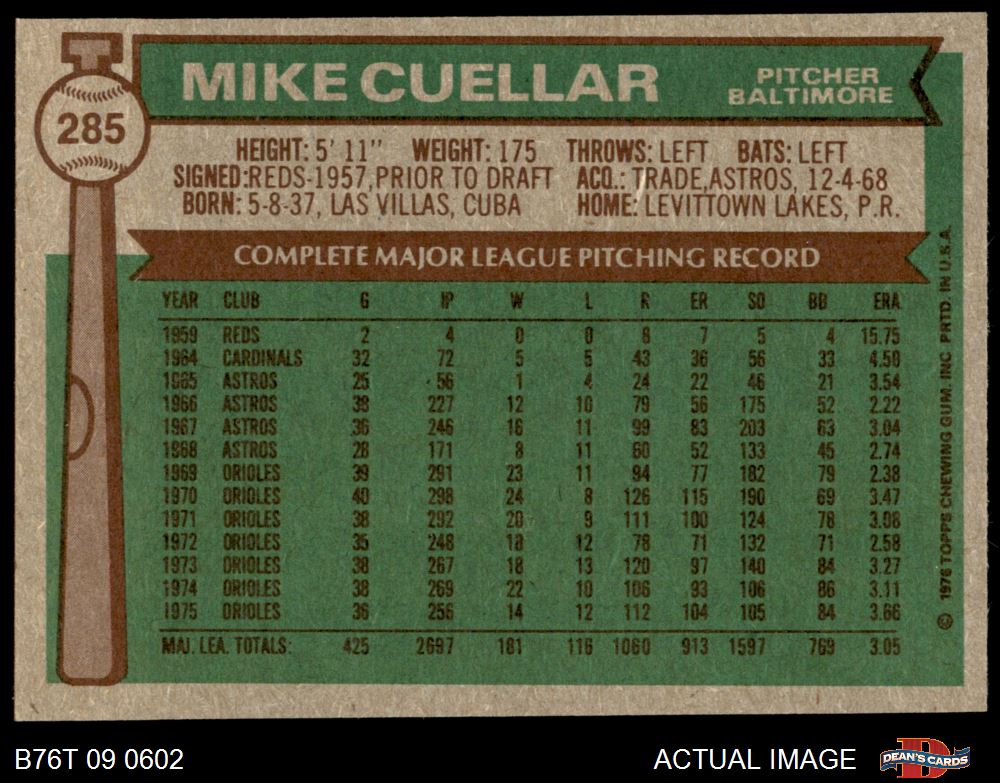 285
MIKE CUELLAR
PITCHER
BALTIMORE
HEIGHT: 5' 11" WEIGHT: 175 THROWS: LEFT BATS: LEFT
SIGNED:REDS-1957,PRIOR TO DRAFT ACQ.: TRADE,ASTROS, 12-4-68
BORN: 5-8-37, LAS VILLAS, CUBA HOME: LEVITTOWN LAKES, P.R.
COMPLETE MAJOR LEAGUE PITCHING RECORD
YEAR CLUB G IP W L R ER SO BB ERA
1959 REDS 2 4 0 0 8 7 5 4 15.75
1964 CARDINALS 32 72 5 5 43 36 56 33 4.50
1965 ASTROS 25 56 1 4 24 22 46 21 3.54
1966 ASTROS 38 227 12 10 79 56 175 52 2.22
1967 ASTROS 36 246 16 11 99 83 203 63 3.04
1968 ASTROS 28 171 8 11 60 52 133 45 2.74
1969 ORIOLES 39 291 23 11 94 77 182 79 2.38
1970 ORIOLES 40 298 24 8 126 115 190 69 3.47
1971 ORIOLES 38 292 20 9 111 100 124 78 3.08
1972 ORIOLES 35 248 18 12 78 71 132 71 2.58
1973 ORIOLES 38 267 18 13 120 97 140 84 3.27
1974 ORIOLES 38 269 22 10 106 93 106 86 3.11
1975 ORIOLES 36 256 14 12 112 104 105 84 3.66
MAJ. LEA. TOTALS: 425 2697 181 116 1060 913 1597 769 3.05
© 1976 TOPPS CHEWING GUM, INC PRTD. IN U.S.A.
B76T 09 0602
ACTUAL IMAGE
DEAN'S CARDS